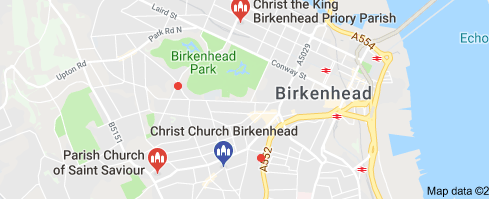 Christ the King
Birkenhead Priory Parish
Laird St
Park Rd N
A554
Echo
A5029
Birkenhead
Park
Conway St
Upton Rd
Birkenhead
B5151
Christ Church Birkenhead
Parish Church
of Saint Saviour
A552
Map data ©2